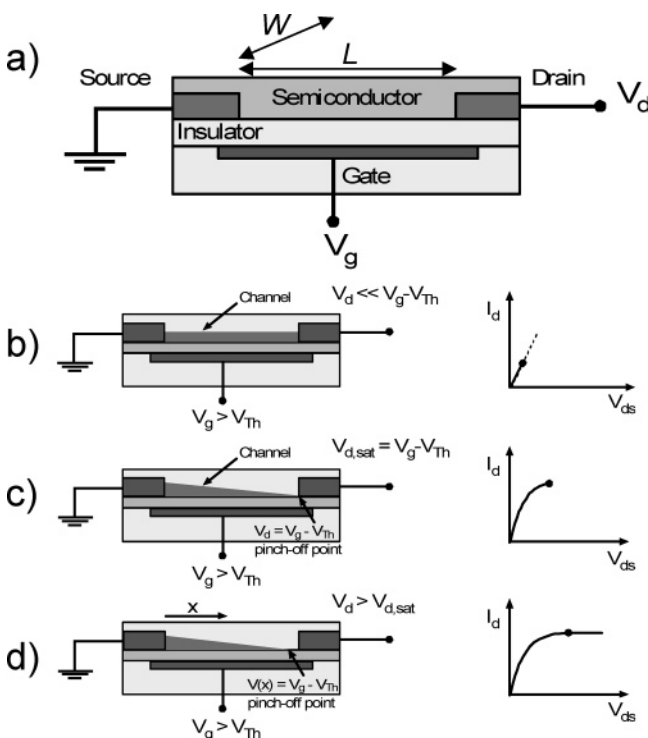 a)
W
L
Source
Drain
Semiconductor
V_d
Insulator
Gate
V_g
b)
Channel
V_d << V_g-V_Th
V_g > V_Th
I_d
V_ds
c)
Channel
V_d,sat = V_g-V_Th
V_d = V_g - V_Th
pinch-off point
V_g > V_Th
I_d
V_ds
d)
x
V_d > V_d,sat
V(x) = V_g - V_Th
pinch-off point
V_g > V_Th
I_d
V_ds